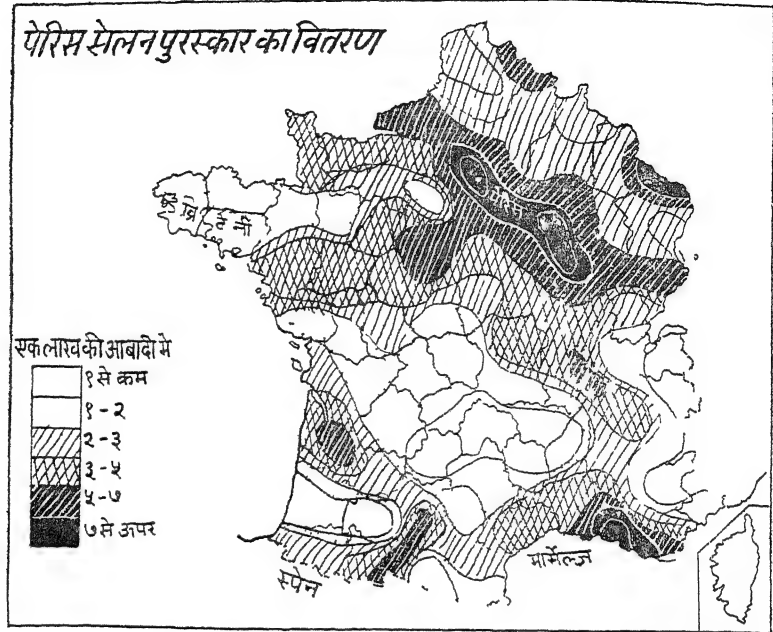 पेरिस सेलन पुरस्कार का वितरण
ब्रिटेनी
एक लाख की आबादी मे
१ से कम
१ - २
२ - ३
३ - ५
५ - ७
७ से ऊपर
स्पेन
मार्सेल्ज़